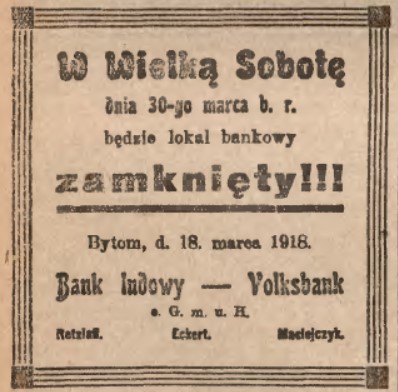 W Wielką Sobotę
dnia 30-go marca b. r.
będzie lokal bankowy
zamknięty!!!
Bytom, d. 18. marca 1918.
Bank ludowy — Volksbank
e. G. m. u. H.
Eckert. Maciejczyk.